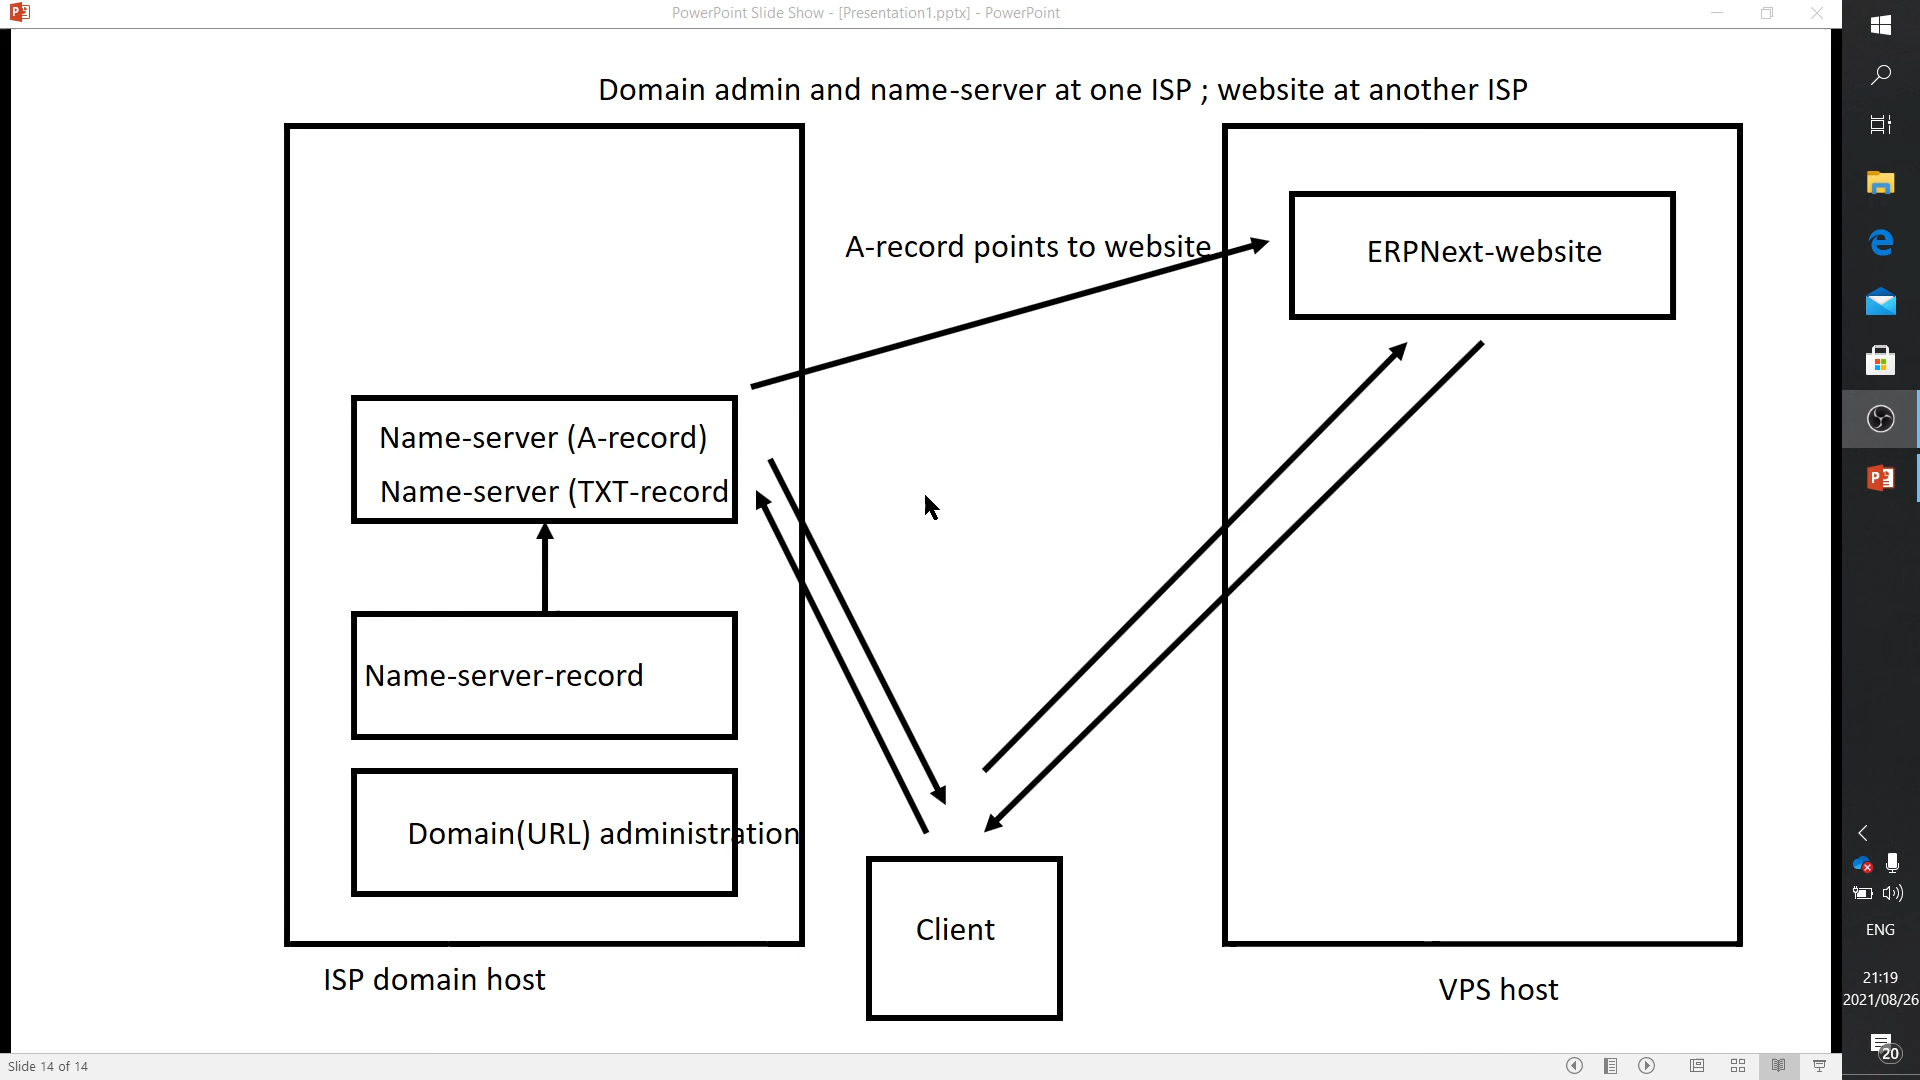 PowerPoint Slide Show - [Presentation1.pptx] - PowerPoint
Domain admin and name-server at one ISP ; website at another ISP
A-record points to website
ERPNext-website
Name-server (A-record)
Name-server (TXT-record
Name-server-record
Domain(URL) administration
Client
ISP domain host
VPS host
ENG
21:19
2021/08/26
20
Slide 14 of 14